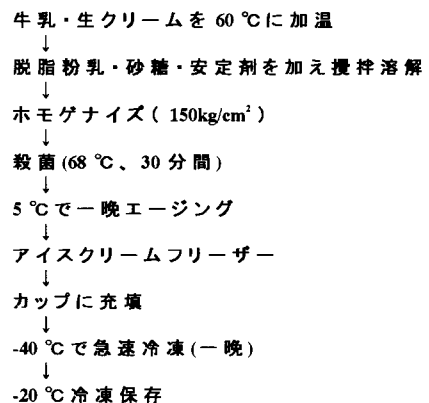 牛乳・生クリームを 60 ℃に加温
↓
脱脂粉乳・砂糖・安定剤を加え攪拌溶解
↓
ホモゲナイズ( 150kg/cm² )
↓
殺菌(68 ℃、30 分間)
↓
5 ℃で一晩エージング
↓
アイスクリームフリーザー
↓
カップに充填
↓
-40 ℃で急速冷凍(一晩)
↓
-20 ℃冷凍保存